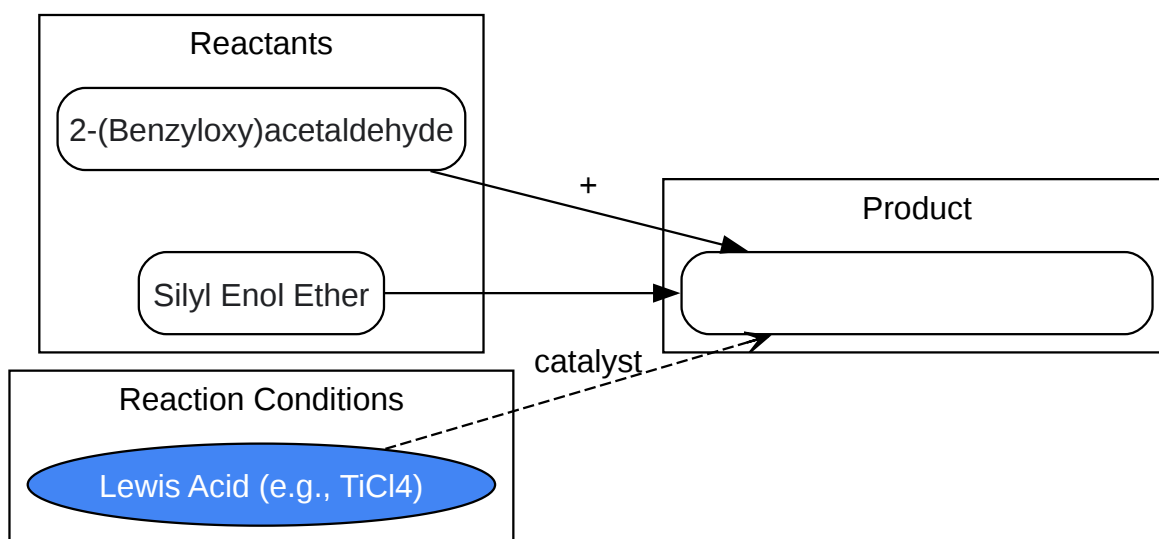 Reactants
2-(Benzyloxy)acetaldehyde
+
Product
Silyl Enol Ether
catalyst
Reaction Conditions
Lewis Acid (e.g., TiCl4)